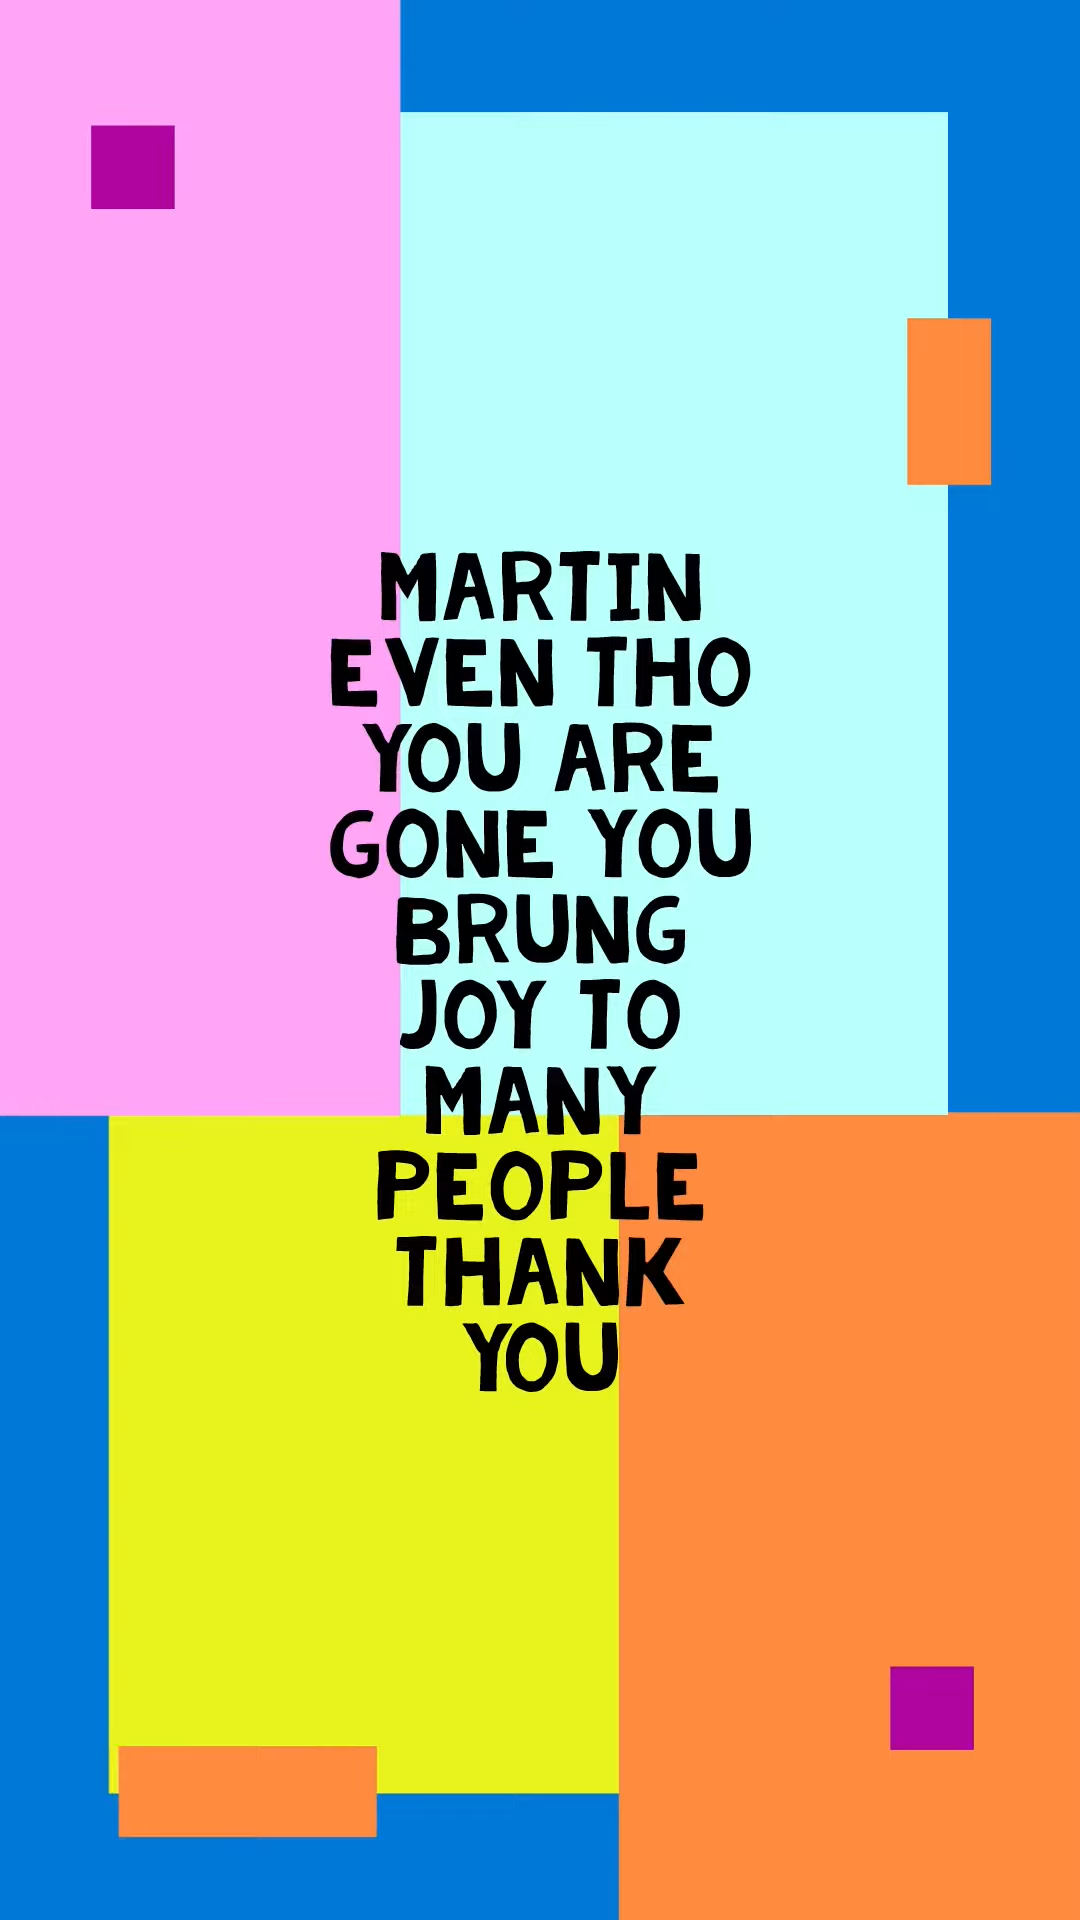 MARTIN
EVEN THO
YOU ARE
GONE YOU
BRUNG
JOY TO
MANY
PEOPLE
THANK
YOU